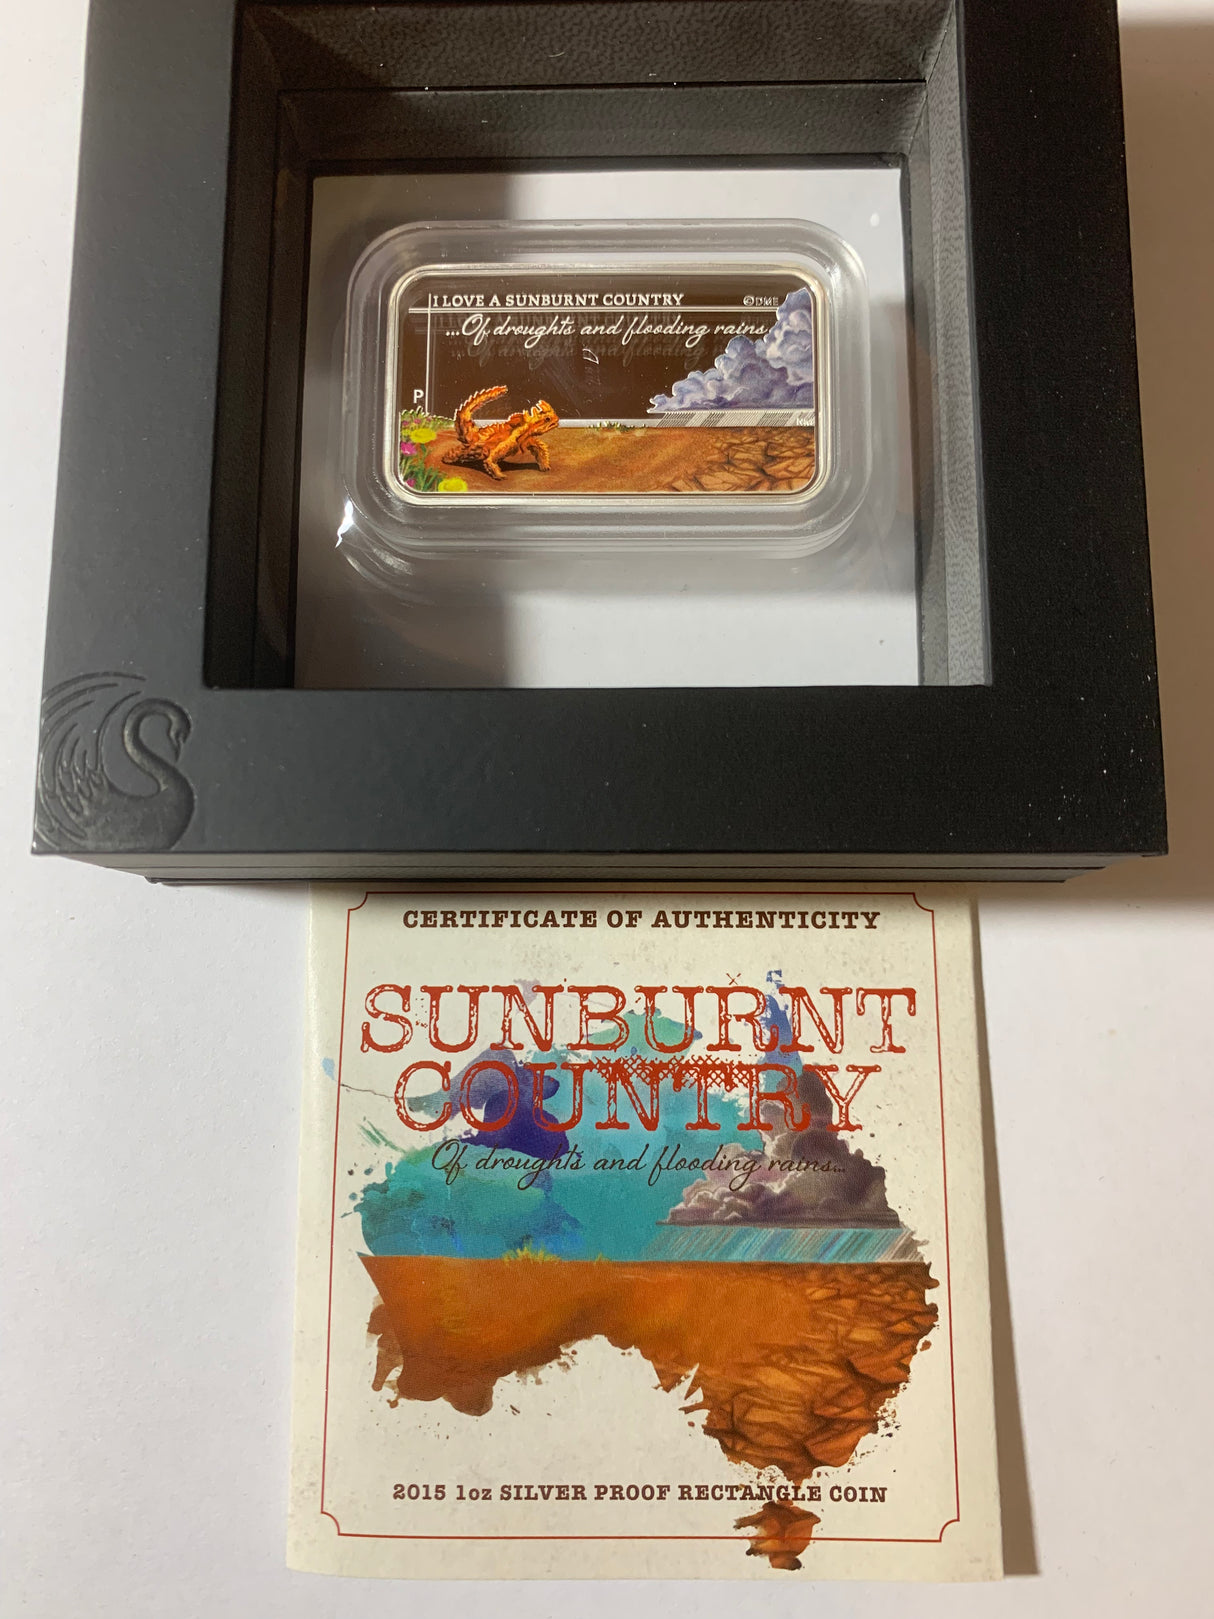 I LOVE A SUNBURNT COUNTRY
©DME
...Of droughts and flooding rains
P
CERTIFICATE OF AUTHENTICITY
SUNBURNT
COUNTRY
Of droughts and flooding rains...
2015 1oz SILVER PROOF RECTANGLE COIN